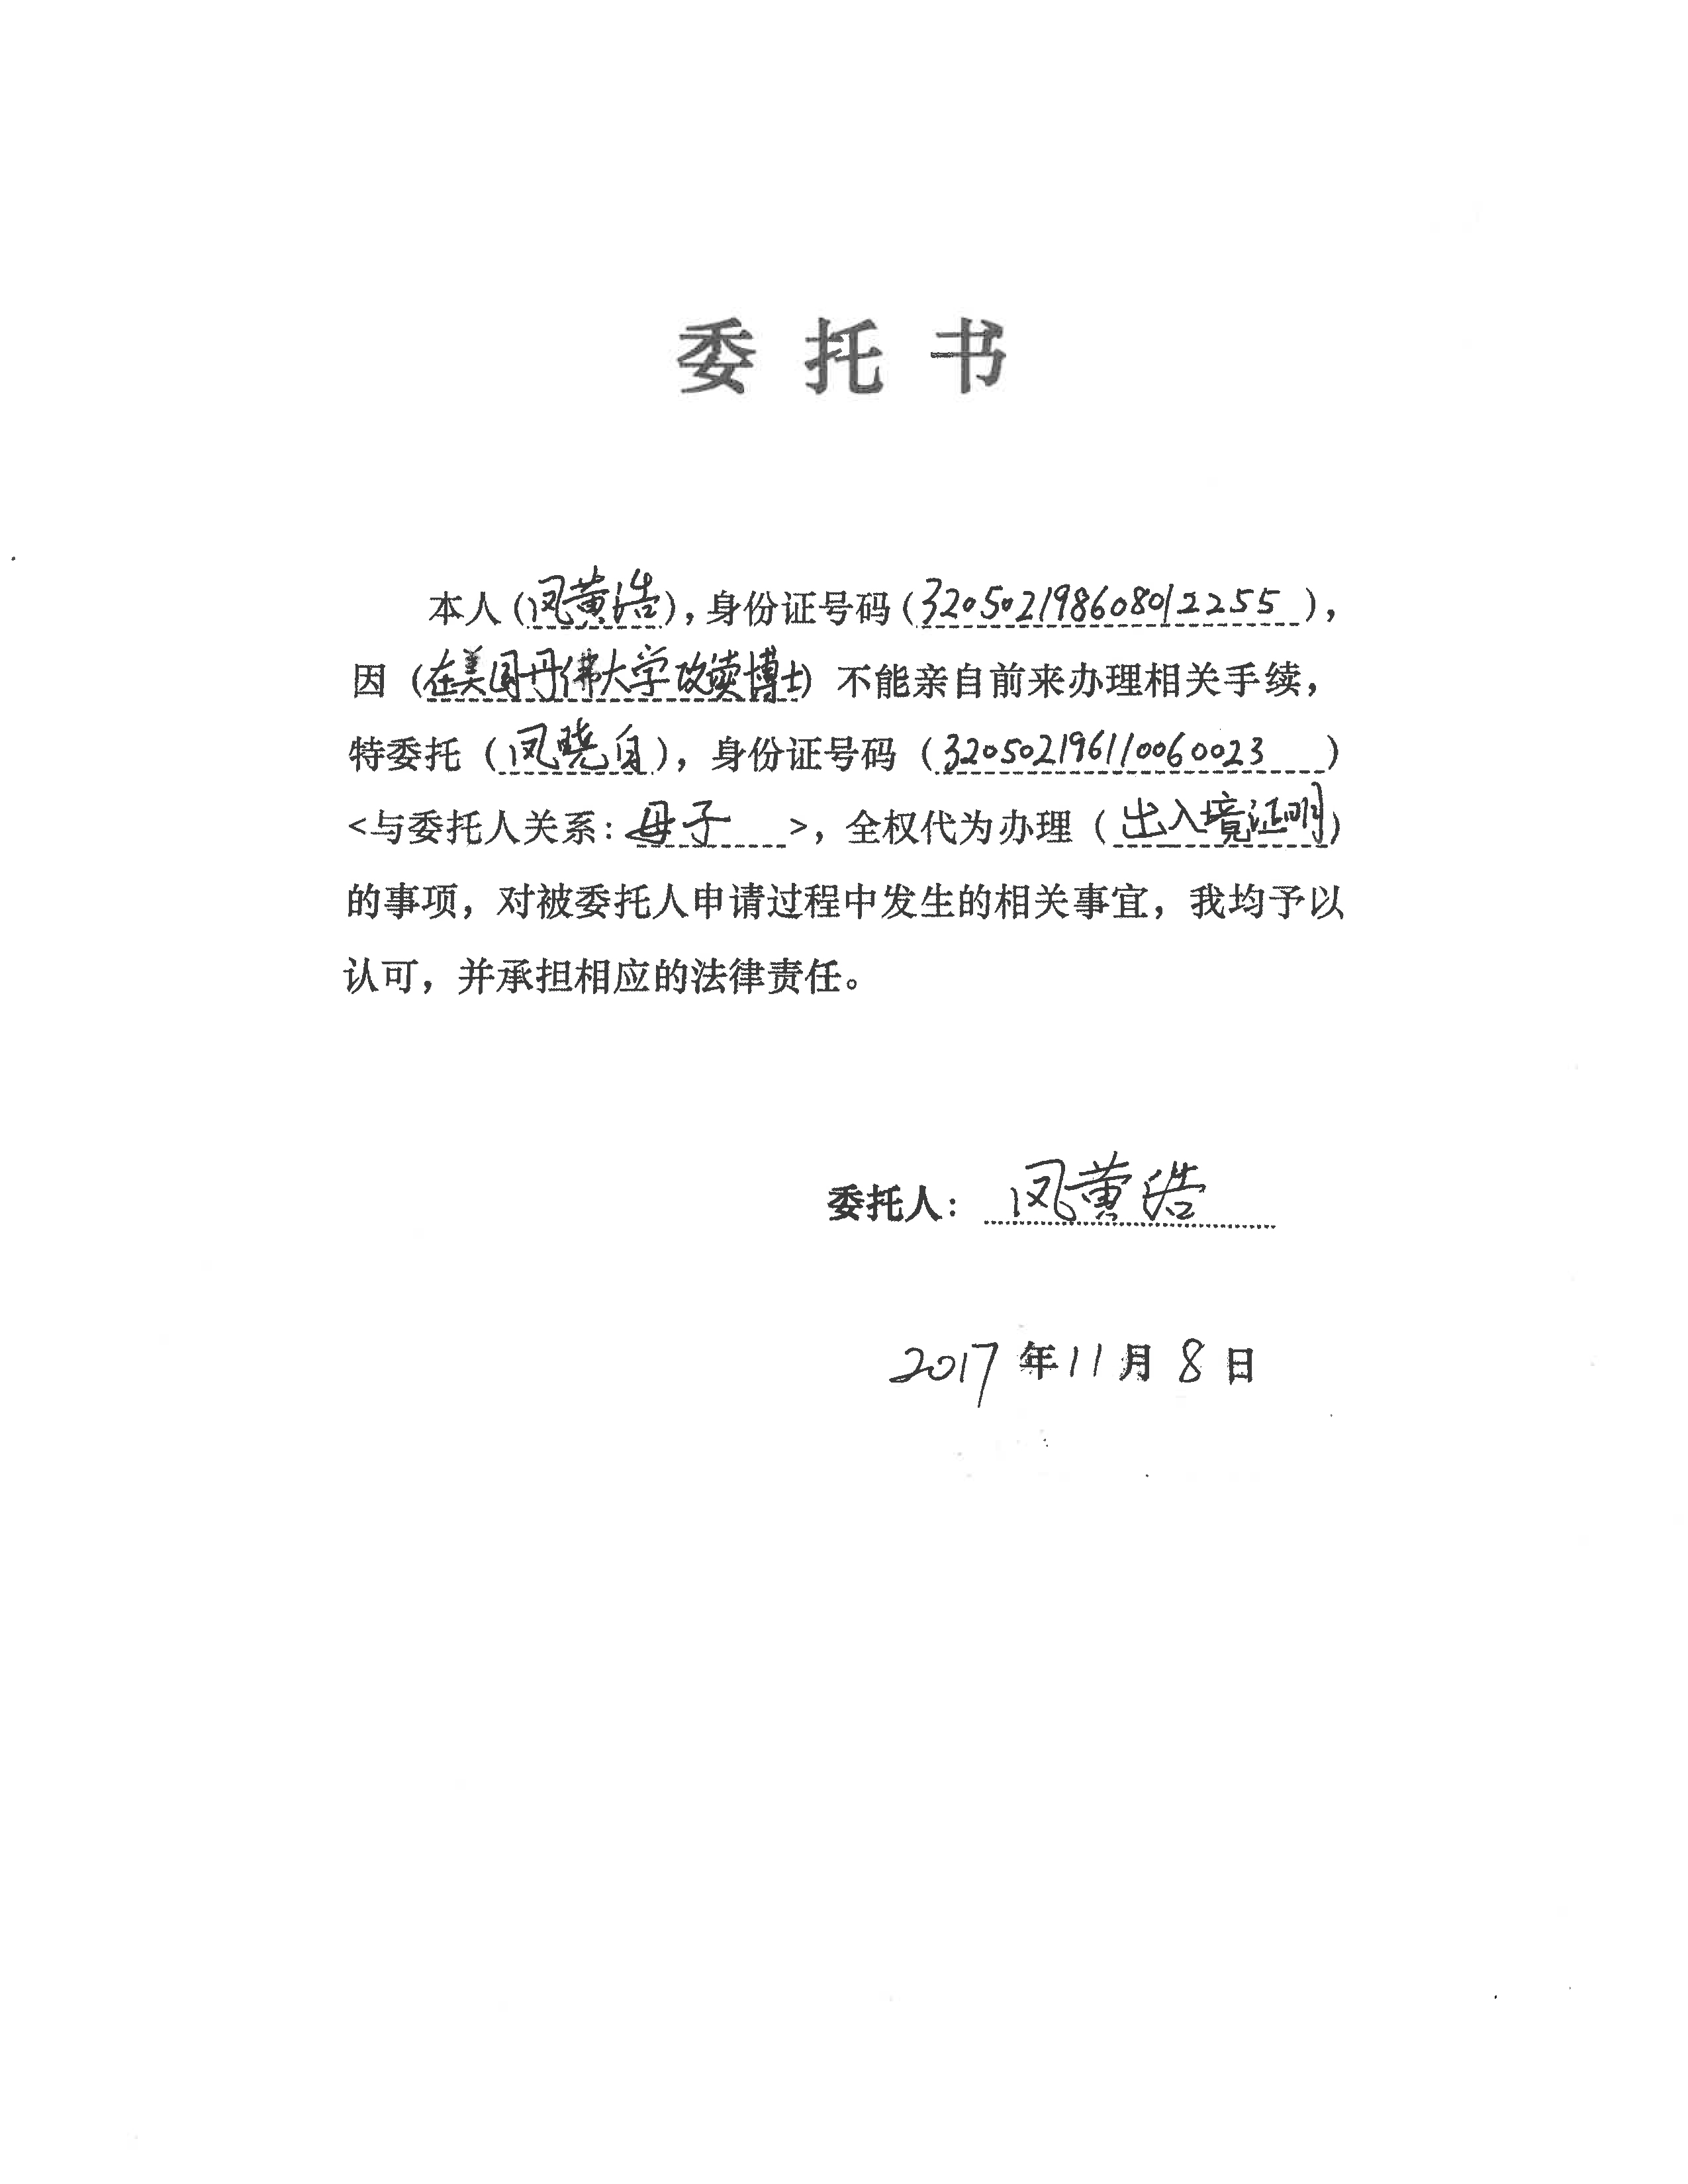 委托书
本人(凤黄浩),身份证号码(320502198608012255),
因(在美国丹佛大学攻读博士)不能亲自前来办理相关手续,
特委托(凤晓自),身份证号码(320502196110060023)
<与委托人关系:母子>,全权代为办理(出入境证明)
的事项,对被委托人申请过程中发生的相关事宜,我均予以
认可,并承担相应的法律责任。
委托人:凤黄浩
2017年11月8日